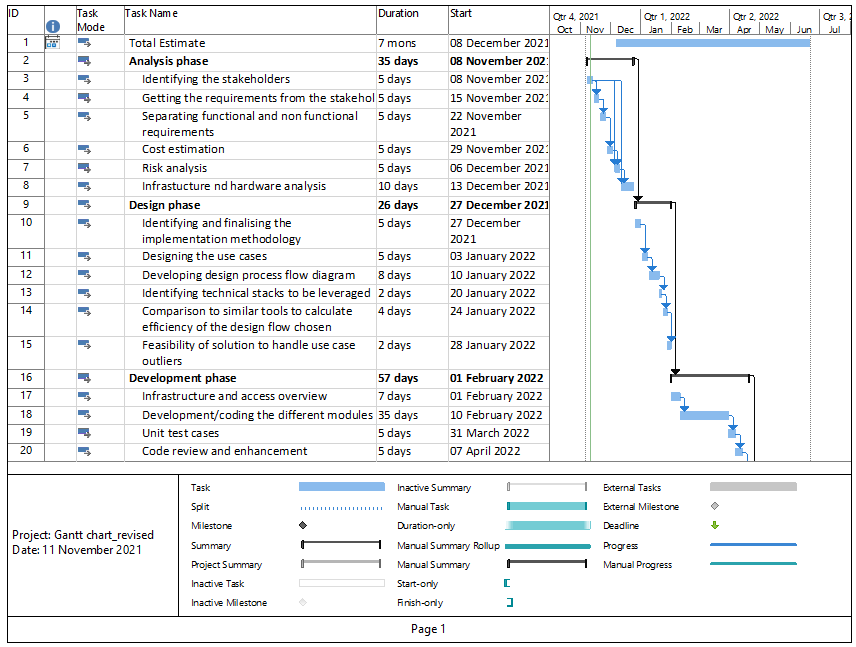 ID Task Mode Task Name Duration Start Qtr 4, 2021 Qtr 1, 2022 Qtr 2, 2022 Qtr 3,
Oct Nov Dec Jan Feb Mar Apr May Jun Jul
1 Total Estimate 7 mons 08 December 2021
2 Analysis phase 35 days 08 November 2021
3 Identifying the stakeholders 5 days 08 November 2021
4 Getting the requirements from the stakehol 5 days 15 November 2021
5 Separating functional and non functional 5 days 22 November
requirements 2021
6 Cost estimation 5 days 29 November 2021
7 Risk analysis 5 days 06 December 2021
8 Infrastucture nd hardware analysis 10 days 13 December 2021
9 Design phase 26 days 27 December 2021
10 Identifying and finalising the 5 days 27 December
implementation methodology 2021
11 Designing the use cases 5 days 03 January 2022
12 Developing design process flow diagram 8 days 10 January 2022
13 Identifying technical stacks to be leveraged 2 days 20 January 2022
14 Comparison to similar tools to calculate 4 days 24 January 2022
efficiency of the design flow chosen
15 Feasibility of solution to handle use case 2 days 28 January 2022
outliers
16 Development phase 57 days 01 February 2022
17 Infrastructure and access overview 7 days 01 February 2022
18 Development/coding the different modules 35 days 10 February 2022
19 Unit test cases 5 days 31 March 2022
20 Code review and enhancement 5 days 07 April 2022
Project: Gantt chart_revised
Date: 11 November 2021
Task Inactive Summary External Tasks
Split Manual Task External Milestone
Milestone Duration-only Deadline
Summary Manual Summary Rollup Progress
Project Summary Manual Summary Manual Progress
Inactive Task Start-only
Inactive Milestone Finish-only
Page 1